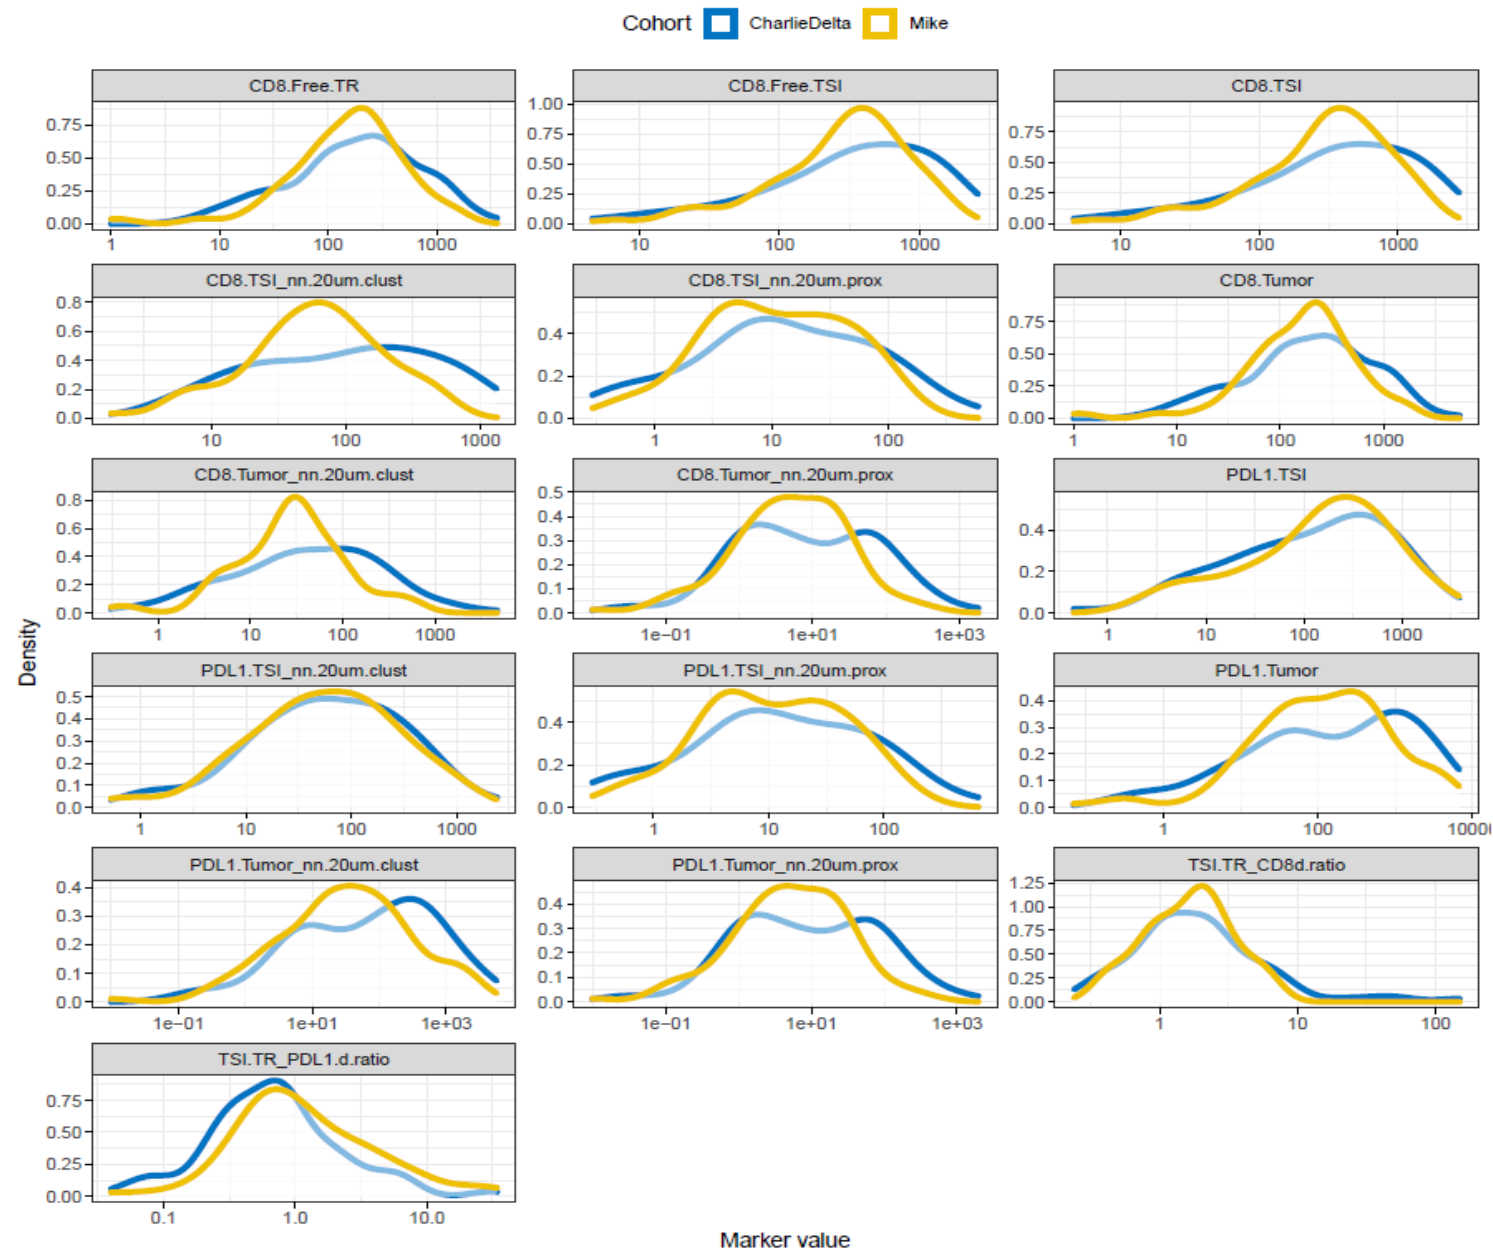 Cohort CharlieDelta Mike
CD8.Free.TR
0.75
0.50
0.25
0.00
1 10 100 1000
CD8.Free.TSI
1.00
0.75
0.50
0.25
0.00
10 100 1000
CD8.TSI
0.75
0.50
0.25
0.00
10 100 1000
CD8.TSI_nn.20um.clust
0.8
0.6
0.4
0.2
0.0
10 100 1000
CD8.TSI_nn.20um.prox
0.4
0.2
0.0
1 10 100
CD8.Tumor
0.75
0.50
0.25
0.00
1 10 100 1000
CD8.Tumor_nn.20um.clust
0.8
0.6
0.4
0.2
0.0
1 10 100 1000
CD8.Tumor_nn.20um.prox
0.5
0.4
0.3
0.2
0.1
0.0
1e−01 1e+01 1e+03
PDL1.TSI
0.4
0.2
0.0
1 10 100 1000
Density
PDL1.TSI_nn.20um.clust
0.5
0.4
0.3
0.2
0.1
0.0
1 10 100 1000
PDL1.TSI_nn.20um.prox
0.4
0.2
0.0
1 10 100
PDL1.Tumor
0.4
0.3
0.2
0.1
0.0
1 100 10000
PDL1.Tumor_nn.20um.clust
0.4
0.3
0.2
0.1
0.0
1e−01 1e+01 1e+03
PDL1.Tumor_nn.20um.prox
0.4
0.3
0.2
0.1
0.0
1e−01 1e+01 1e+03
TSI.TR_CD8d.ratio
1.25
1.00
0.75
0.50
0.25
0.00
1 10 100
TSI.TR_PDL1.d.ratio
0.75
0.50
0.25
0.00
0.1 1.0 10.0
Marker value